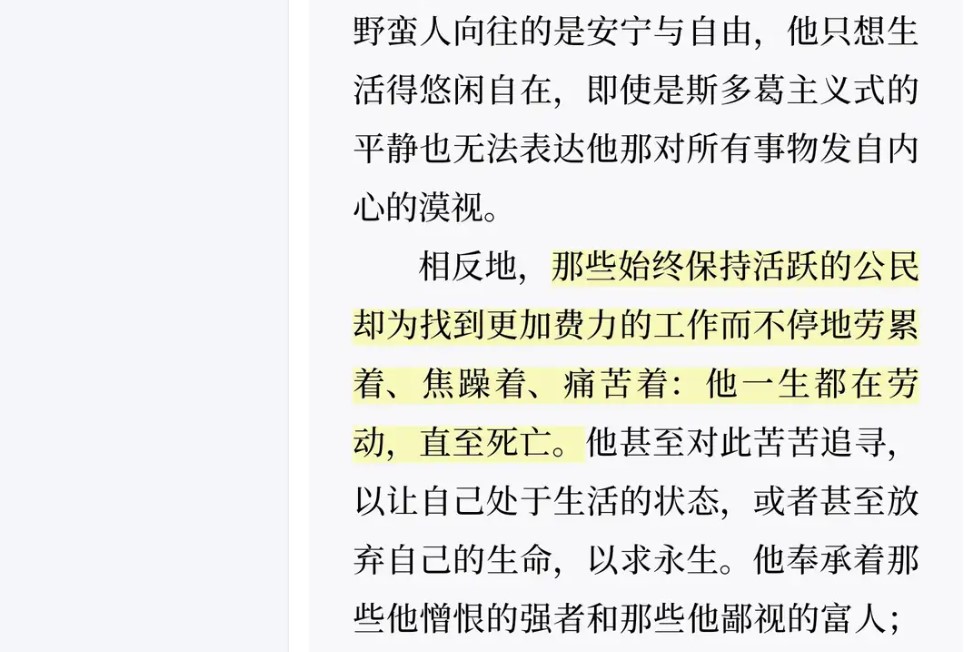 野蛮人向往的是安宁与自由，他只想生
活得悠闲自在，即使是斯多葛主义式的
平静也无法表达他那对所有事物发自内
心的漠视。
相反地，那些始终保持活跃的公民
却为找到更加费力的工作而不停地劳累
着、焦躁着、痛苦着：他一生都在劳
动，直至死亡。他甚至对此苦苦追寻，
以让自己处于生活的状态，或者甚至放
弃自己的生命，以求永生。他奉承着那
些他憎恨的强者和那些他鄙视的富人；